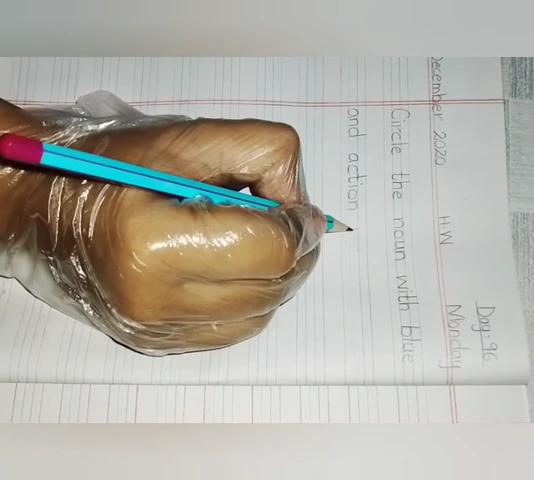 Day: 96
Monday
December 2020 H.W
Circle the noun with blue
and action